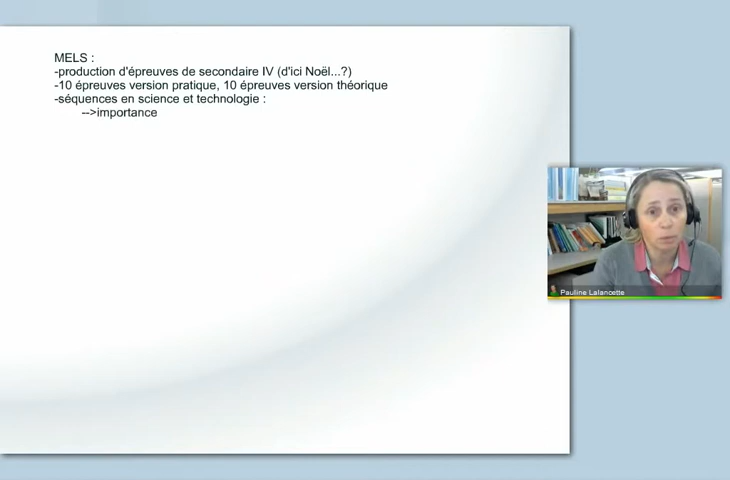 MELS :
-production d'épreuves de secondaire IV (d'ici Noël...?)
-10 épreuves version pratique, 10 épreuves version théorique
-séquences en science et technologie :
-->importance
Pauline Lalancette